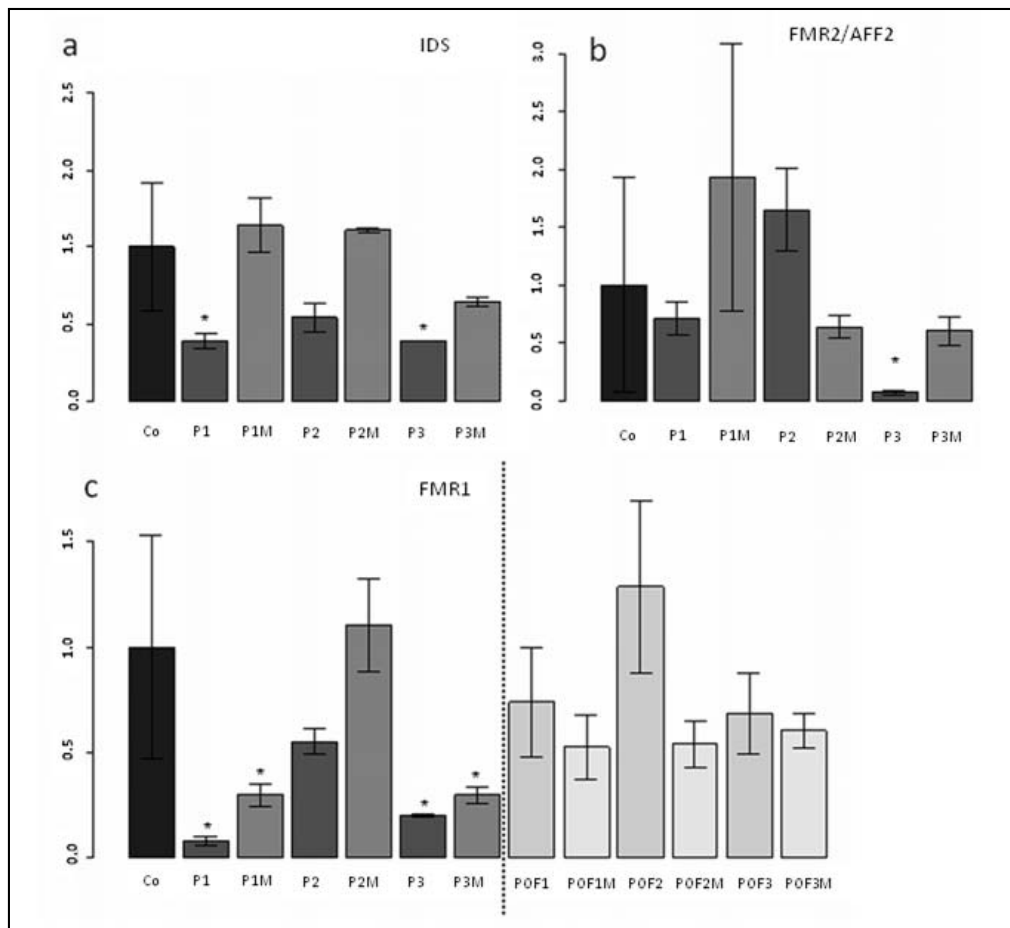 a
IDS
2.5
2.0
1.5
0.5
0.0
*
*
Co P1 P1M P2 P2M P3 P3M
b
FMR2/AFF2
3.0
2.5
2.0
1.5
1.0
0.5
0.0
*
Co P1 P1M P2 P2M P3 P3M
c
FMR1
1.5
1.0
0.5
0.0
*
*
*
*
Co P1 P1M P2 P2M P3 P3M POF1 POF1M POF2 POF2M POF3 POF3M